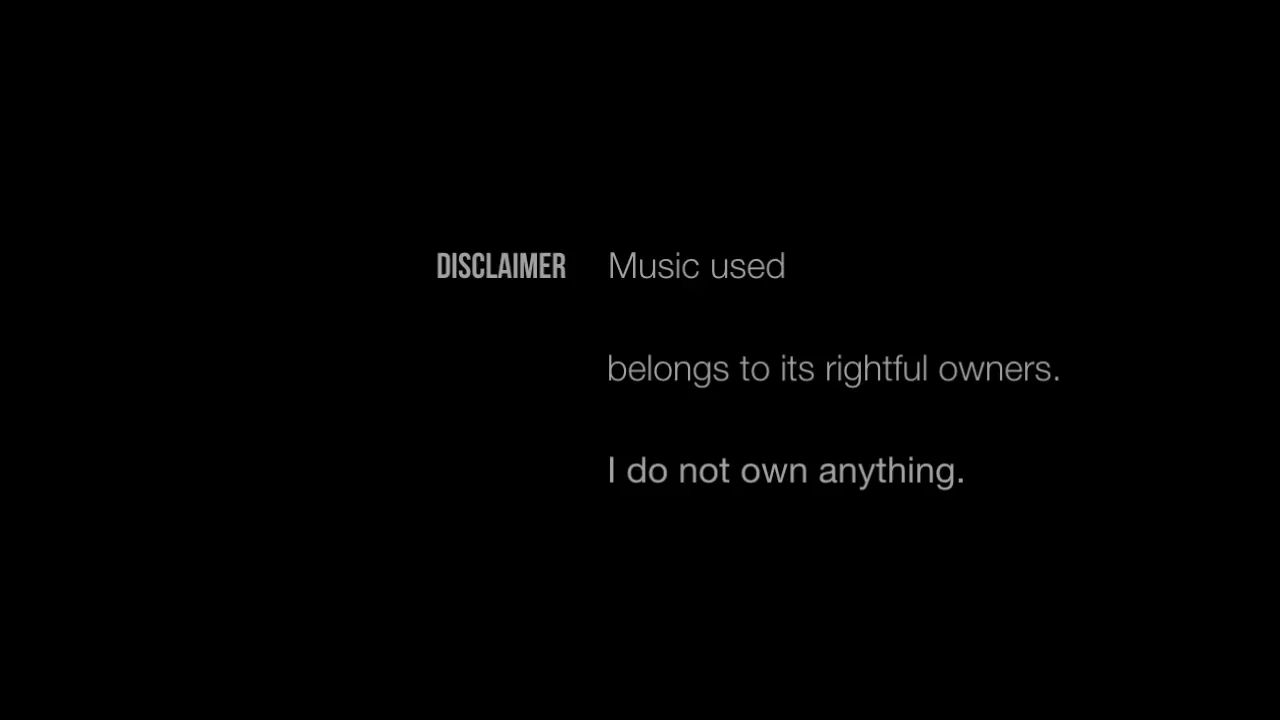 DISCLAIMER Music used
belongs to its rightful owners.
I do not own anything.